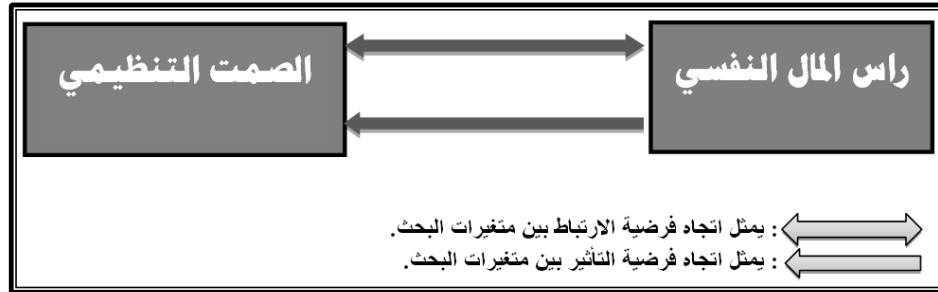 راس المال النفسي
الصمت التنظيمي
: يمثل اتجاه فرضية الارتباط بين متغيرات البحث.
: يمثل اتجاه فرضية التأثير بين متغيرات البحث.